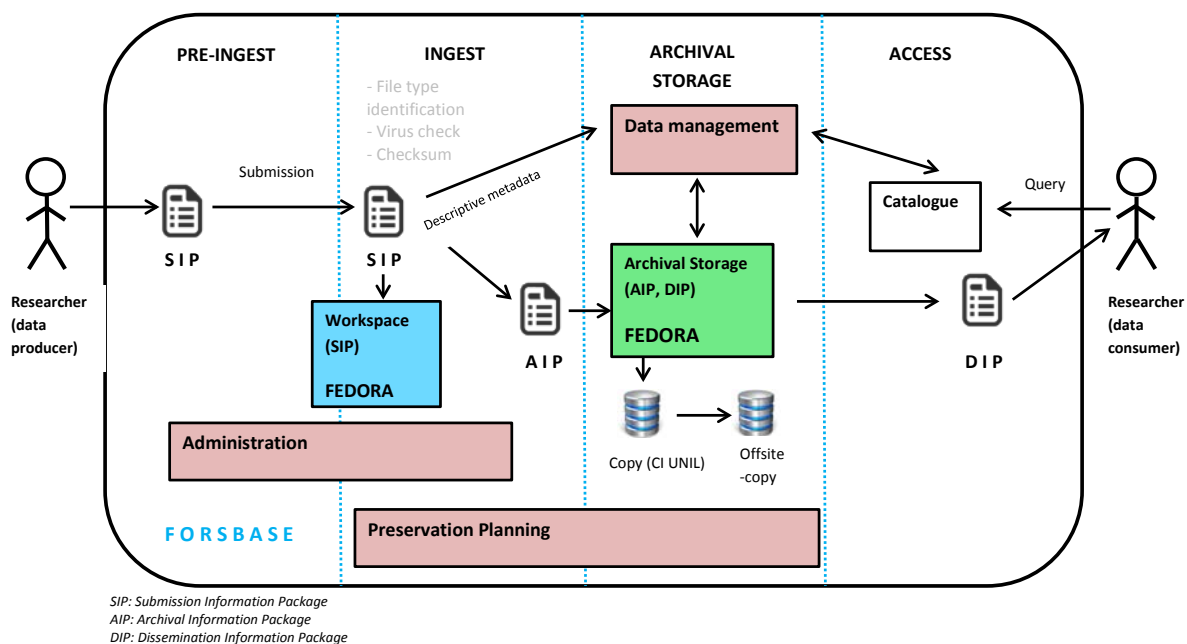 PRE-INGEST
INGEST
ARCHIVAL
STORAGE
ACCESS
- File type
identification
- Virus check
- Checksum
Data management
Submission
Descriptive metadata
Query
Catalogue
S I P
S I P
Archival Storage
(AIP, DIP)
FEDORA
Researcher
(data
producer)
Workspace
(SIP)
FEDORA
A I P
D I P
Researcher
(data
consumer)
Administration
Copy (CI UNIL)
Offsite
-copy
F O R S B A S E
Preservation Planning
SIP: Submission Information Package
AIP: Archival Information Package
DIP: Dissemination Information Package